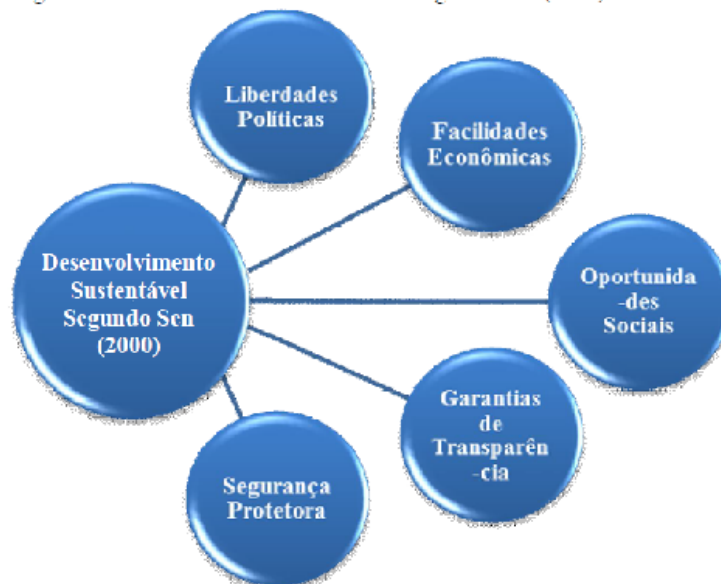 Liberdades
Políticas
Facilidades
Econômicas
Desenvolvimento
Sustentável
Segundo Sen
(2000)
Oportunida
-des
Sociais
Garantias
de
Transparên
-cia
Segurança
Protetora